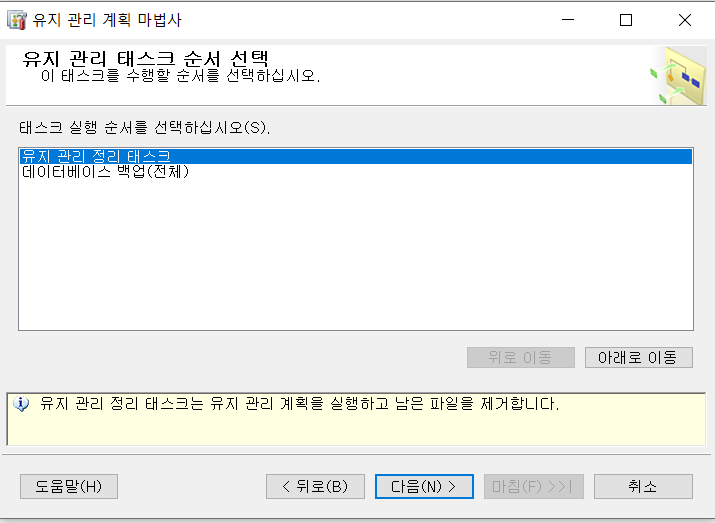 유지 관리 계획 마법사
유지 관리 태스크 순서 선택
이 태스크를 수행할 순서를 선택하십시오.
태스크 실행 순서를 선택하십시오(S).
유지 관리 정리 태스크
데이터베이스 백업(전체)
위로 이동
아래로 이동
유지 관리 정리 태스크는 유지 관리 계획을 실행하고 남은 파일을 제거합니다.
도움말(H)
< 뒤로(B)
다음(N) >
마침(F) >>|
취소